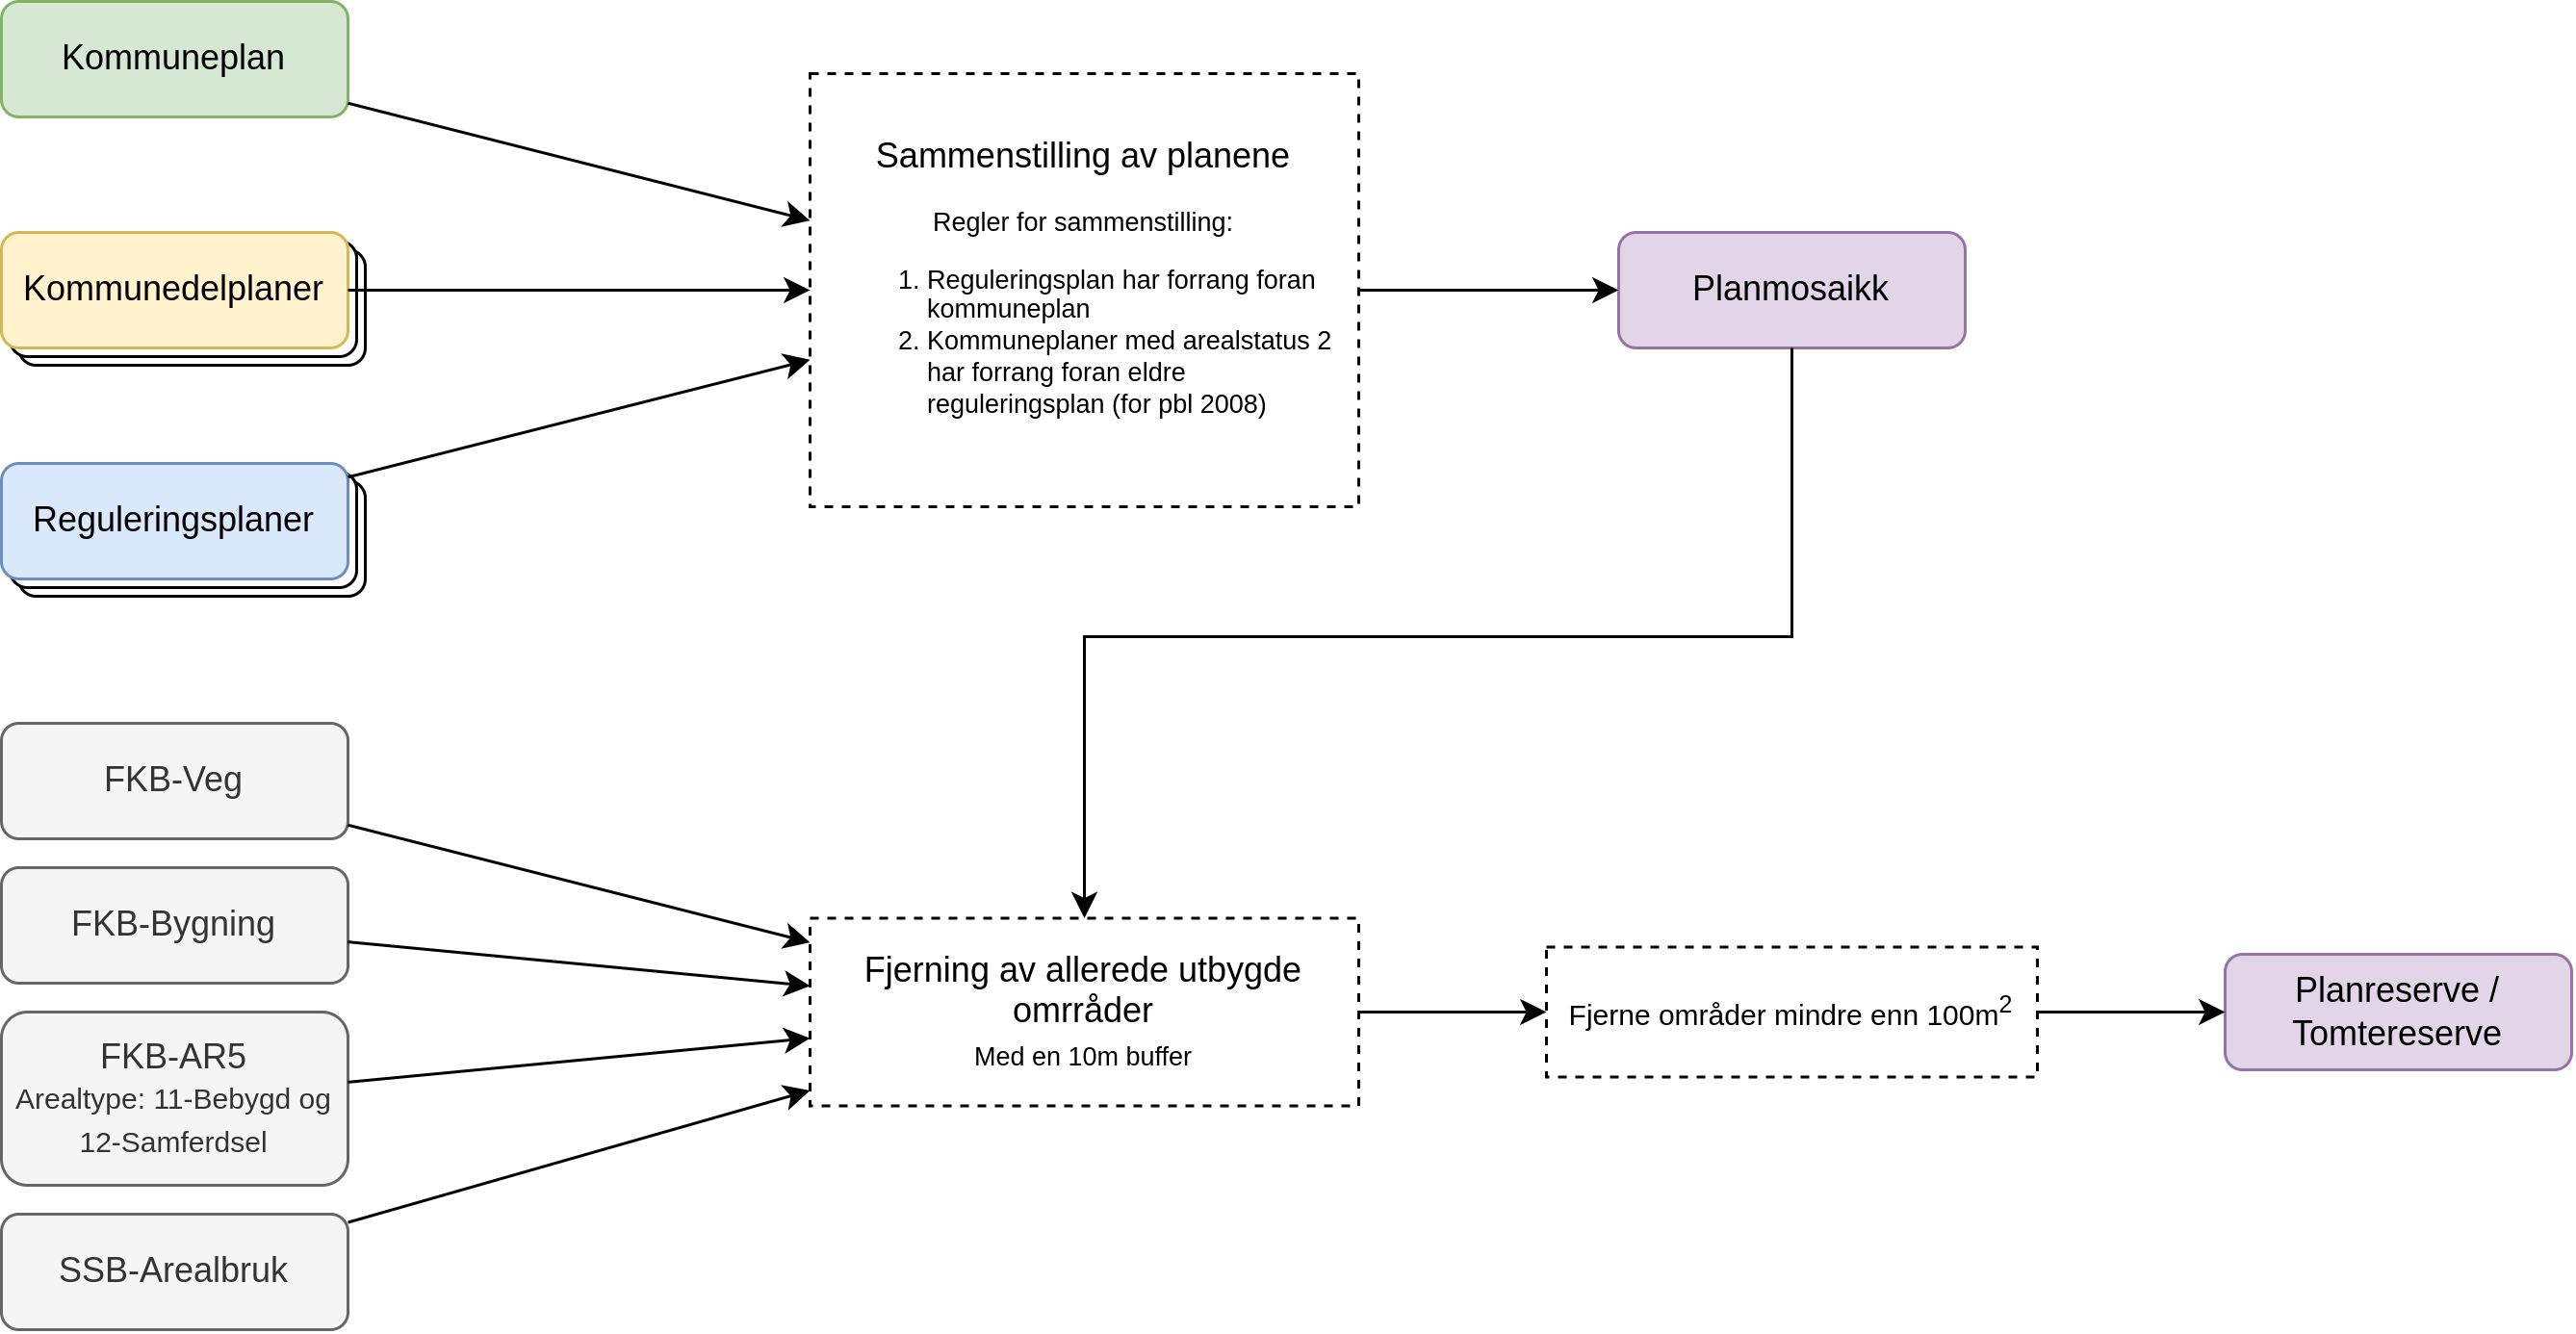 Kommuneplan
Kommunedelplaner
Reguleringsplaner
Sammenstilling av planene
Regler for sammenstilling:
1. Reguleringsplan har forrang foran
kommuneplan
2. Kommuneplaner med arealstatus 2
har forrang foran eldre
reguleringsplan (for pbl 2008)
Planmosaikk
FKB-Veg
FKB-Bygning
FKB-AR5
Arealtype: 11-Bebygd og
12-Samferdsel
SSB-Arealbruk
Fjerning av allerede utbygde
omrråder
Med en 10m buffer
Fjerne områder mindre enn 100m²
Planreserve /
Tomtereserve